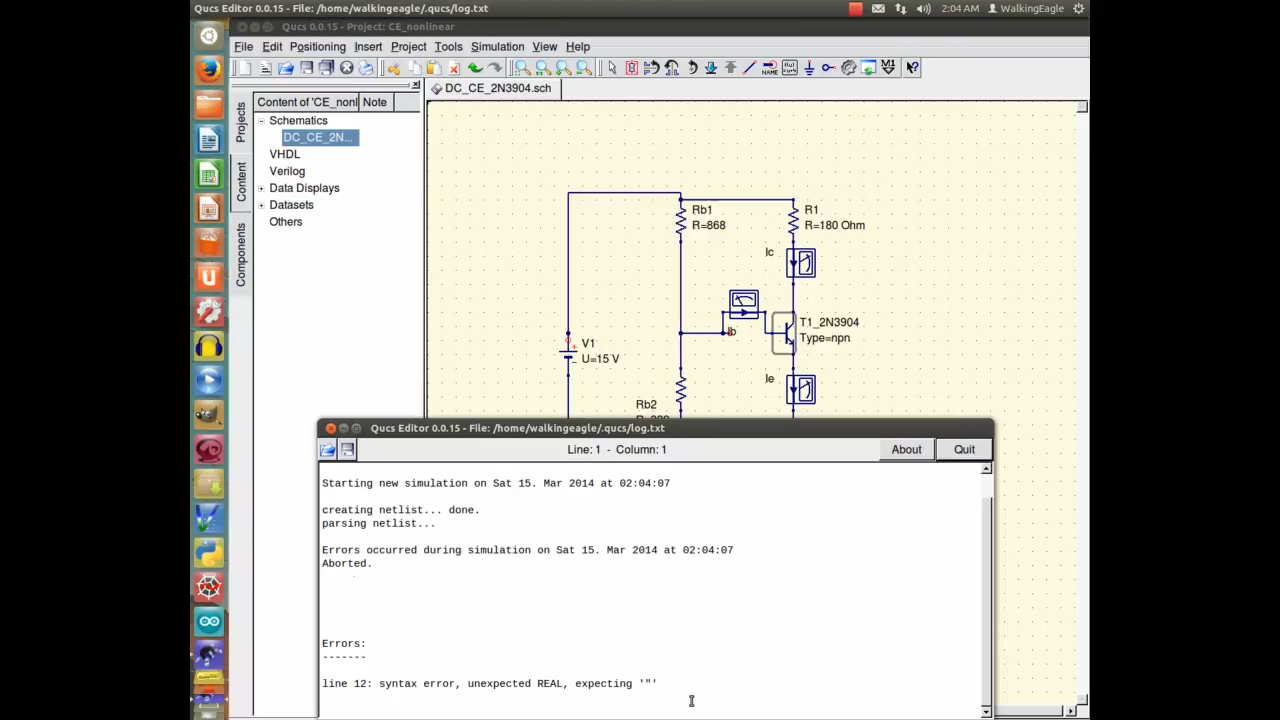 Qucs Editor 0.0.15 - File: /home/walkingeagle/.qucs/log.txt
2:04 AM
WalkingEagle
Qucs 0.0.15 - Project: CE_nonlinear
File Edit Positioning Insert Project Tools Simulation View Help
NAME
M1
Projects
Content
Components
Content of 'CE_nonl
Note
Schematics
DC_CE_2N...
VHDL
Verilog
Data Displays
Datasets
Others
DC_CE_2N3904.sch
Rb1
R=868
R1
R=180 Ohm
Ic
Ib
T1_2N3904
Type=npn
V1
U=15 V
Ie
Rb2
Qucs Editor 0.0.15 - File: /home/walkingeagle/.qucs/log.txt
Line: 1 - Column: 1
About
Quit
Starting new simulation on Sat 15. Mar 2014 at 02:04:07
creating netlist... done.
parsing netlist...
Errors occurred during simulation on Sat 15. Mar 2014 at 02:04:07
Aborted.
Errors:
-------
line 12: syntax error, unexpected REAL, expecting '"'